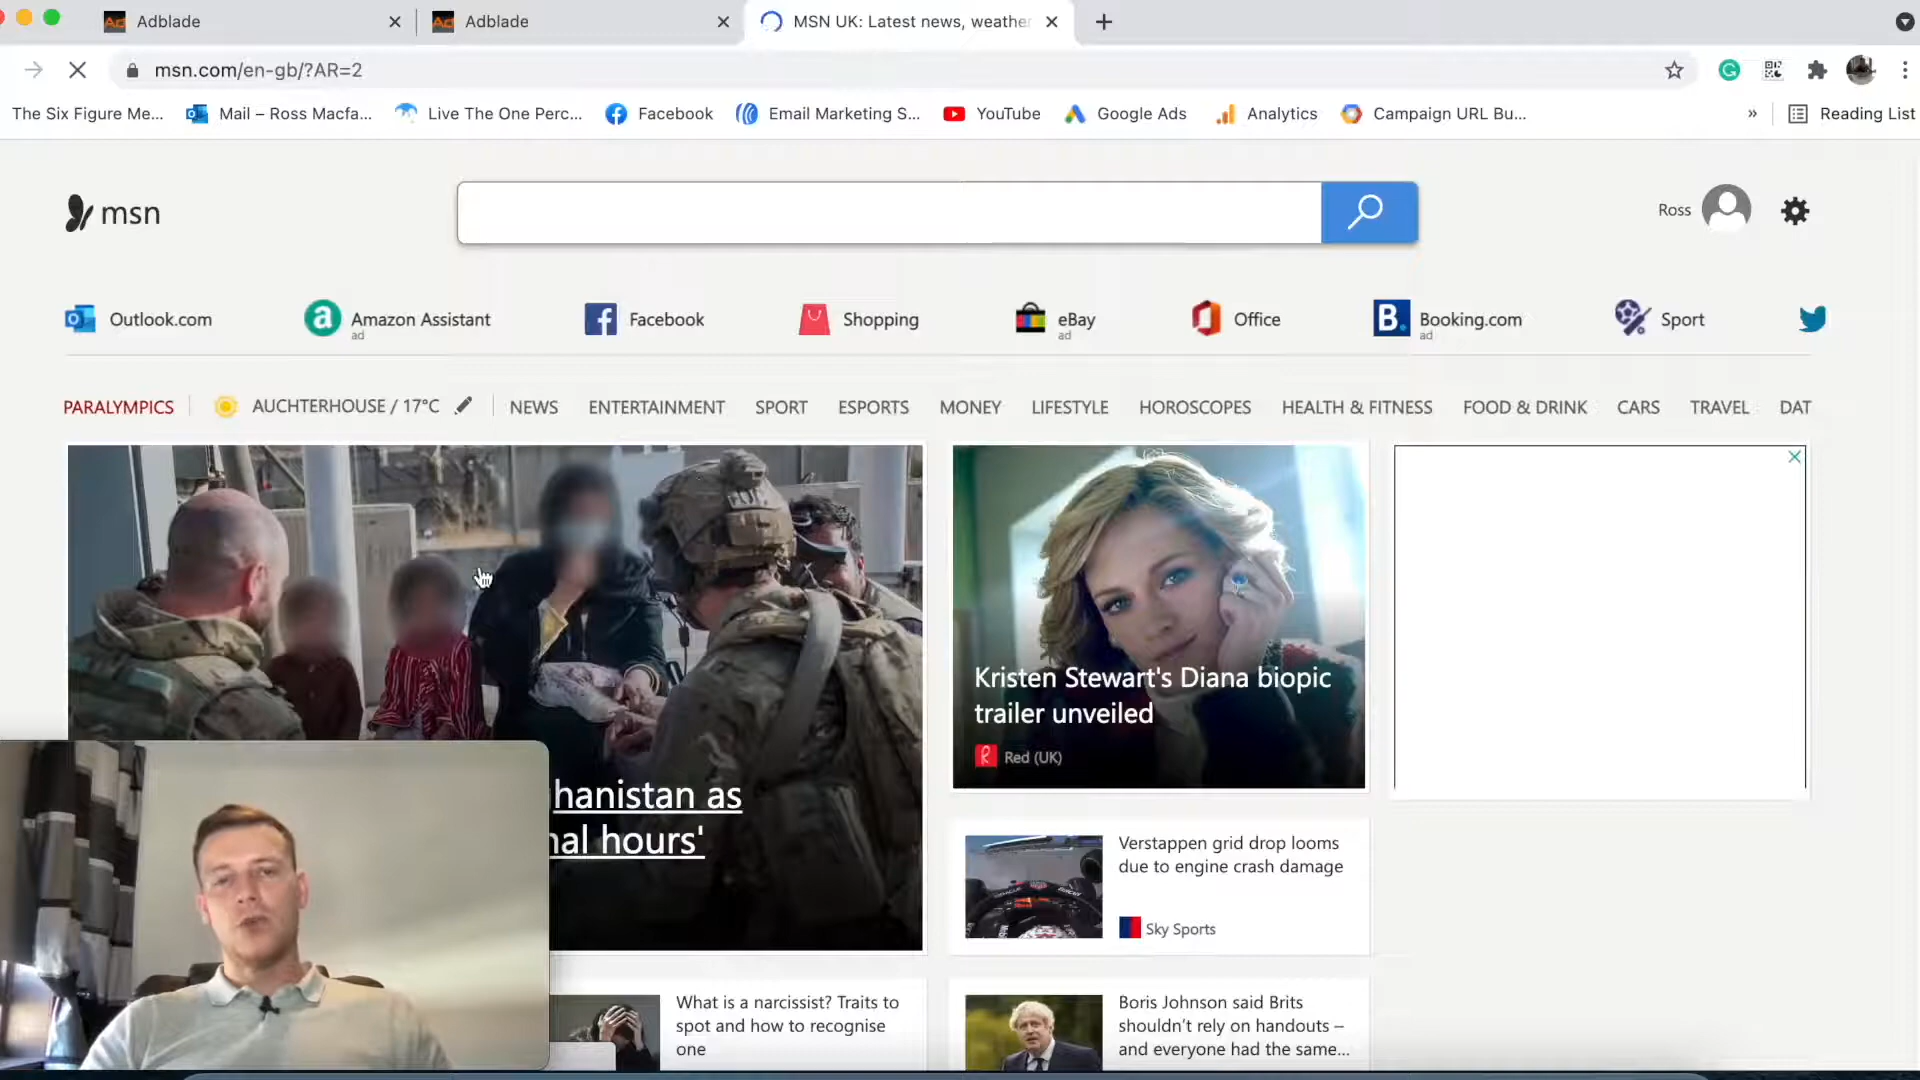 Adblade
Adblade
MSN UK: Latest news, weather
msn.com/en-gb/?AR=2
The Six Figure Me...
Mail – Ross Macfa...
Live The One Perc...
Facebook
Email Marketing S...
YouTube
Google Ads
Analytics
Campaign URL Bu...
»
Reading List
msn
Ross
Outlook.com
Amazon Assistant
ad
Facebook
Shopping
eBay
ad
Office
Booking.com
ad
Sport
PARALYMPICS
AUCHTERHOUSE / 17°C
NEWS
ENTERTAINMENT
SPORT
ESPORTS
MONEY
LIFESTYLE
HOROSCOPES
HEALTH & FITNESS
FOOD & DRINK
CARS
TRAVEL
DAT
hanistan as
nal hours'
Kristen Stewart's Diana biopic
trailer unveiled
Red (UK)
Verstappen grid drop looms
due to engine crash damage
Sky Sports
What is a narcissist? Traits to
spot and how to recognise
one
Boris Johnson said Brits
shouldn't rely on handouts –
and everyone had the same...